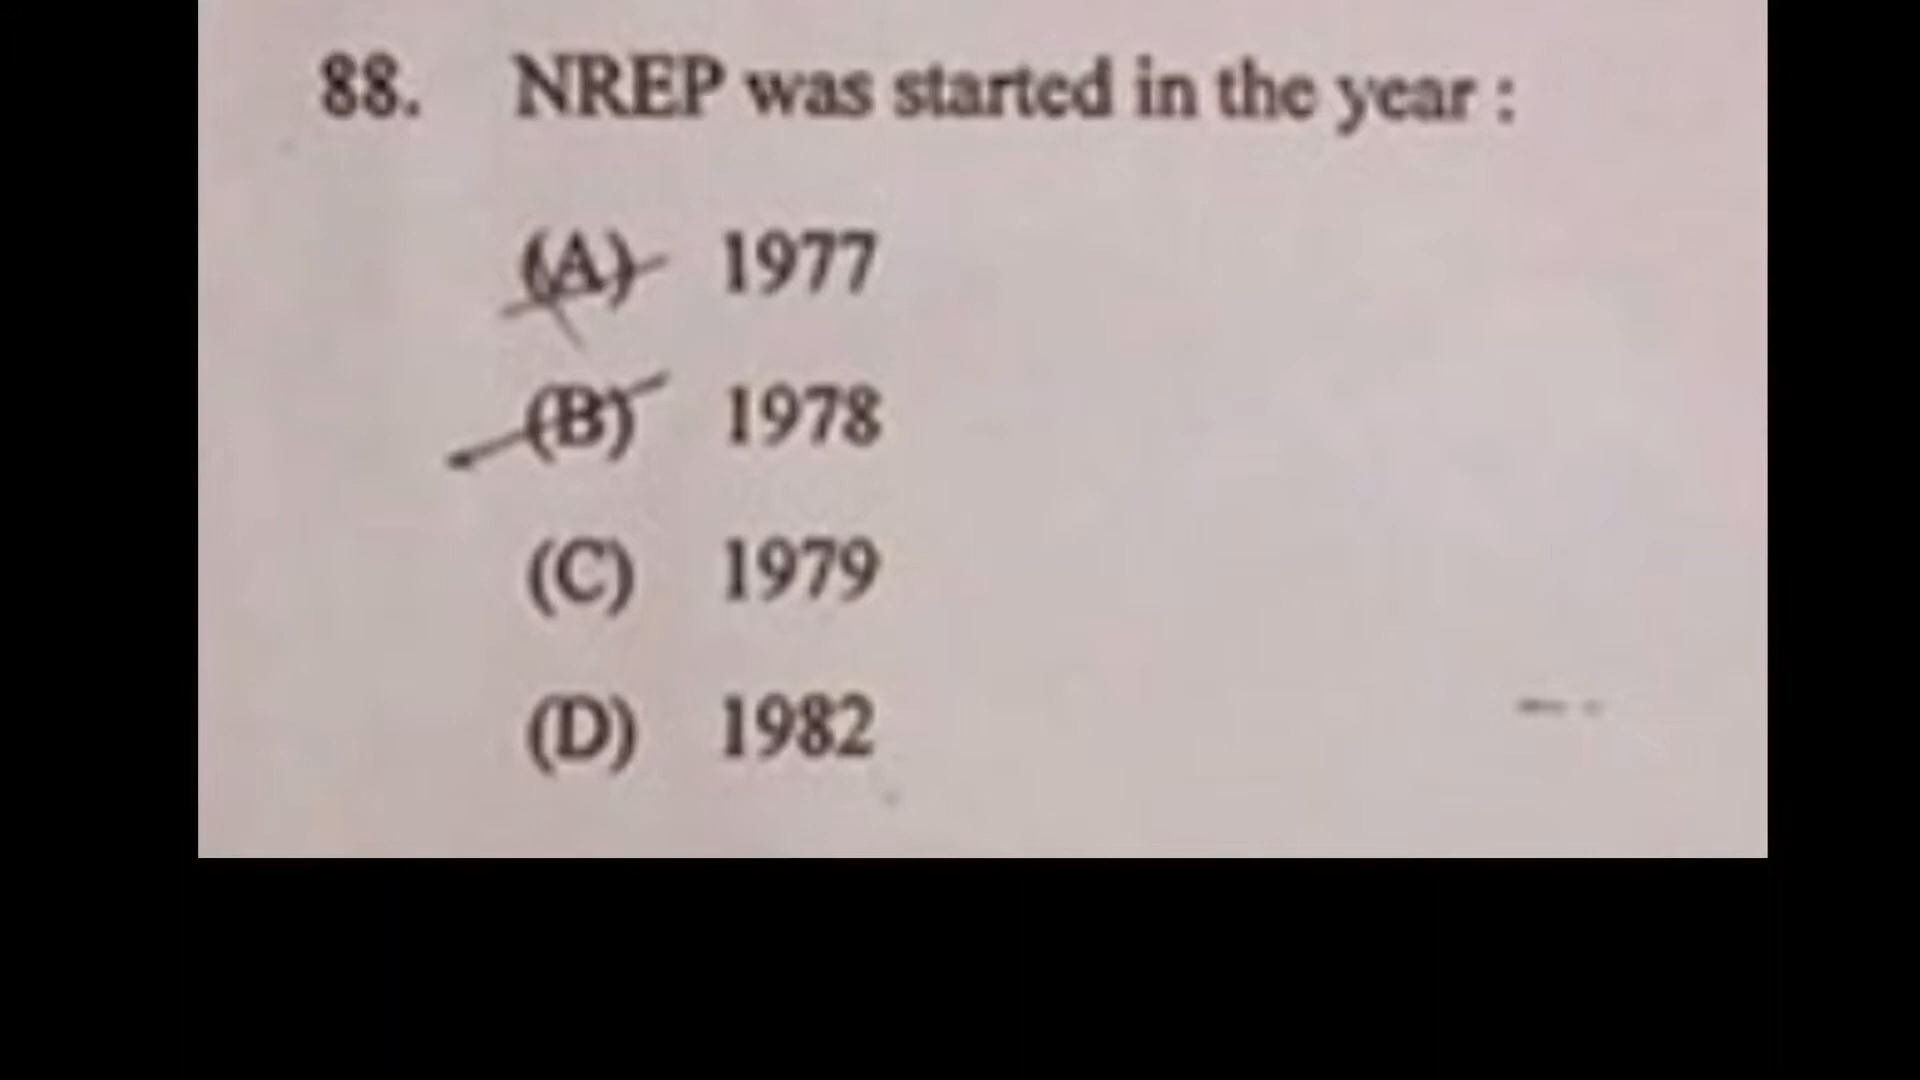 88. NREP was started in the year :
(A) 1977
(B) 1978
(C) 1979
(D) 1982